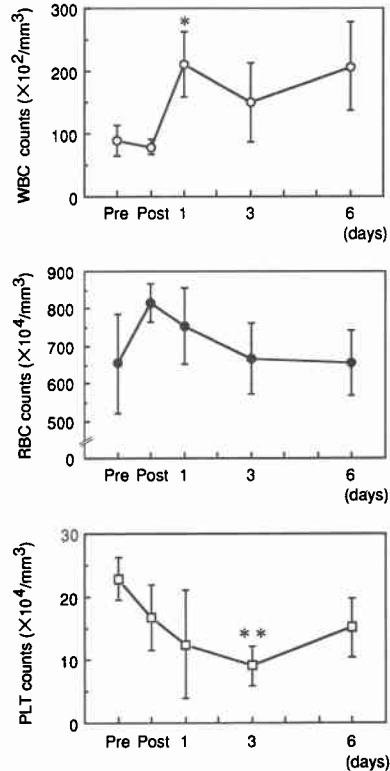 WBC counts (×10²/mm³)
300
200
100
0
*
Pre Post 1 3 6
(days)
RBC counts (×10⁴/mm³)
900
800
700
600
500
0
Pre Post 1 3 6
(days)
PLT counts (×10⁴/mm³)
30
20
10
0
**
Pre Post 1 3 6
(days)